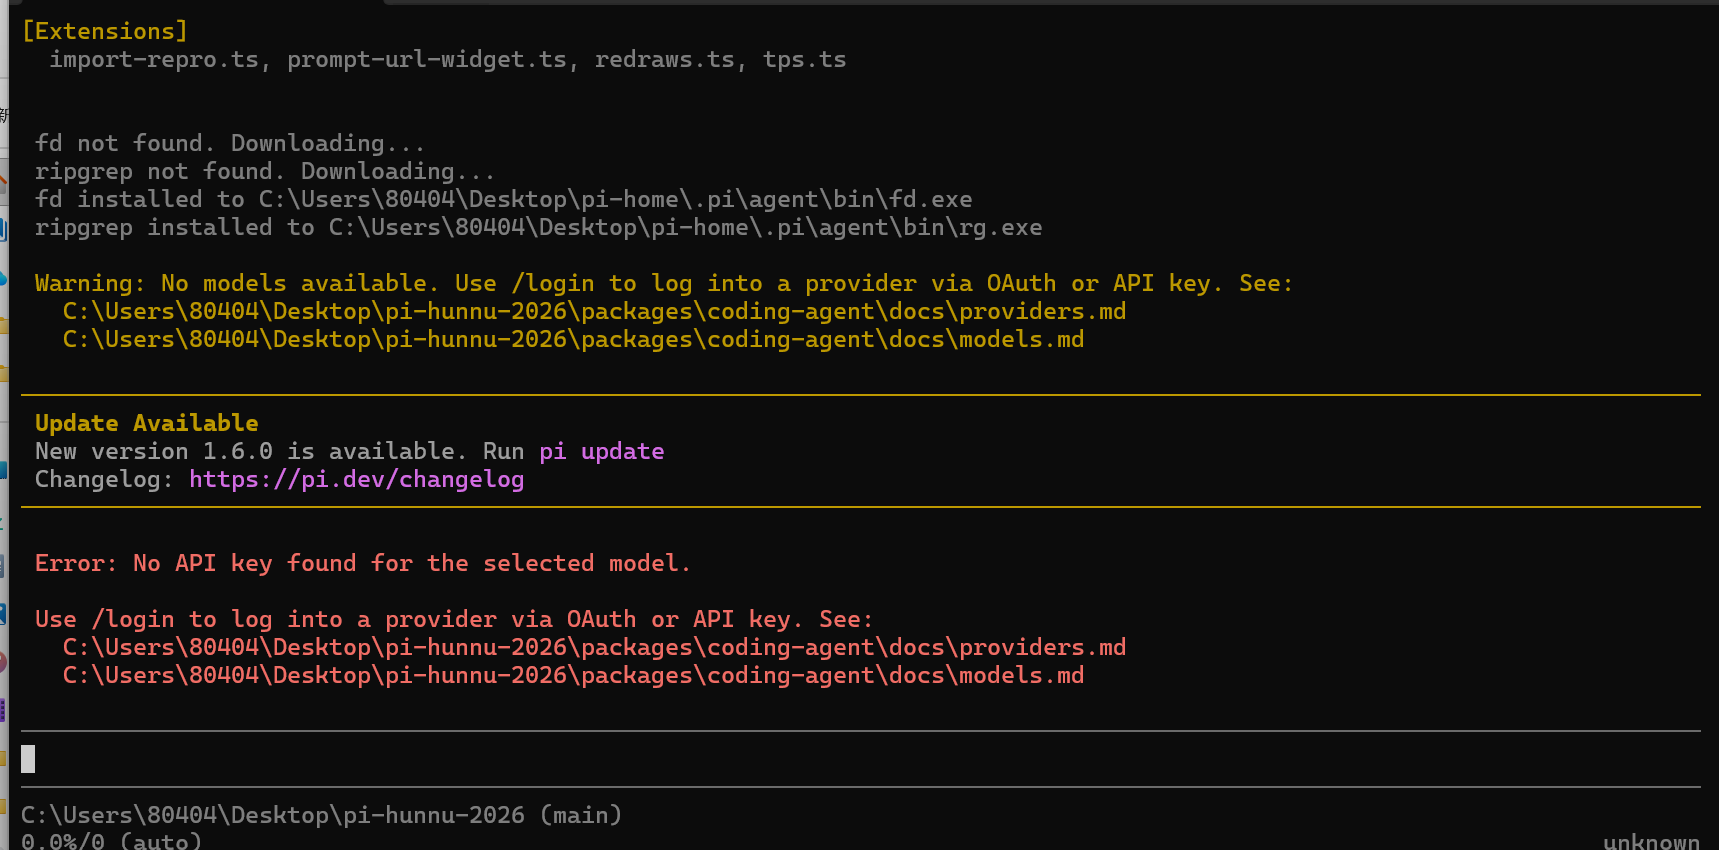 [Extensions]
import-repro.ts, prompt-url-widget.ts, redraws.ts, tps.ts
新
fd not found. Downloading...
ripgrep not found. Downloading...
fd installed to C:\Users\80404\Desktop\pi-home\.pi\agent\bin\fd.exe
ripgrep installed to C:\Users\80404\Desktop\pi-home\.pi\agent\bin\rg.exe
Warning: No models available. Use /login to log into a provider via OAuth or API key. See:
C:\Users\80404\Desktop\pi-hunnu-2026\packages\coding-agent\docs\providers.md
C:\Users\80404\Desktop\pi-hunnu-2026\packages\coding-agent\docs\models.md
Update Available
New version 1.6.0 is available. Run pi update
Changelog: https://pi.dev/changelog
Error: No API key found for the selected model.
Use /login to log into a provider via OAuth or API key. See:
C:\Users\80404\Desktop\pi-hunnu-2026\packages\coding-agent\docs\providers.md
C:\Users\80404\Desktop\pi-hunnu-2026\packages\coding-agent\docs\models.md
C:\Users\80404\Desktop\pi-hunnu-2026 (main)
0.0%/0 (auto) unknown